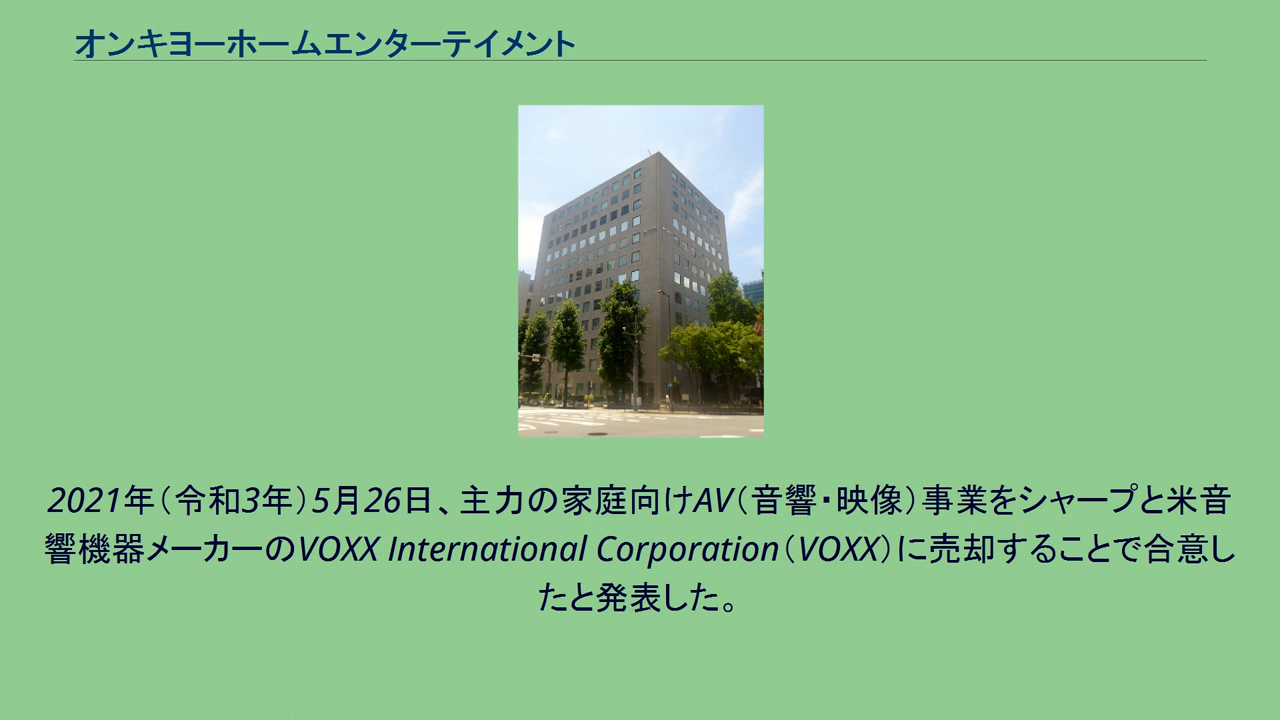 オンキヨーホームエンターテイメント
2021年（令和3年）5月26日、主力の家庭向けAV（音響・映像）事業をシャープと米音
響機器メーカーのVOXX International Corporation（VOXX）に売却することで合意し
たと発表した。